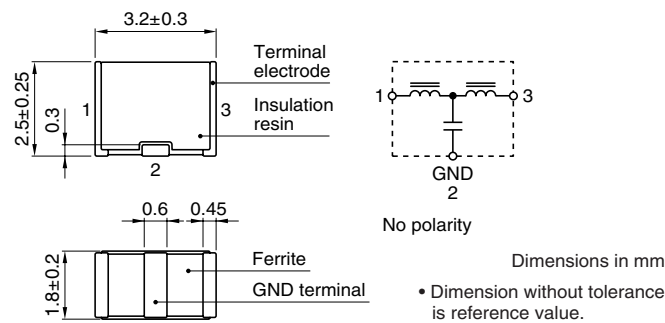 3.2±0.3
Terminal
electrode
2.5±0.25
0.3
1
3
Insulation
resin
2
1
3
GND
2
No polarity
0.6
0.45
1.8±0.2
Ferrite
GND terminal
Dimensions in mm
• Dimension without tolerance
is reference value.